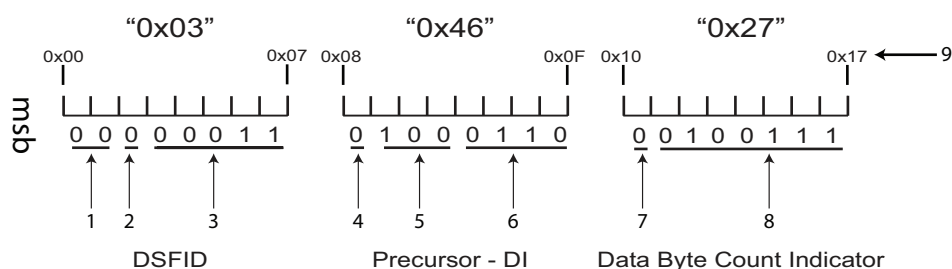 “0x03” “0x46” “0x27”
0x00 0x07 0x08 0x0F 0x10 0x17 9
msb
0 0 0 0 0 0 1 1 0 1 0 0 0 1 1 0 0 0 1 0 0 1 1 1
1 2 3 4 5 6 7 8
DSFID Precursor - DI Data Byte Count Indicator